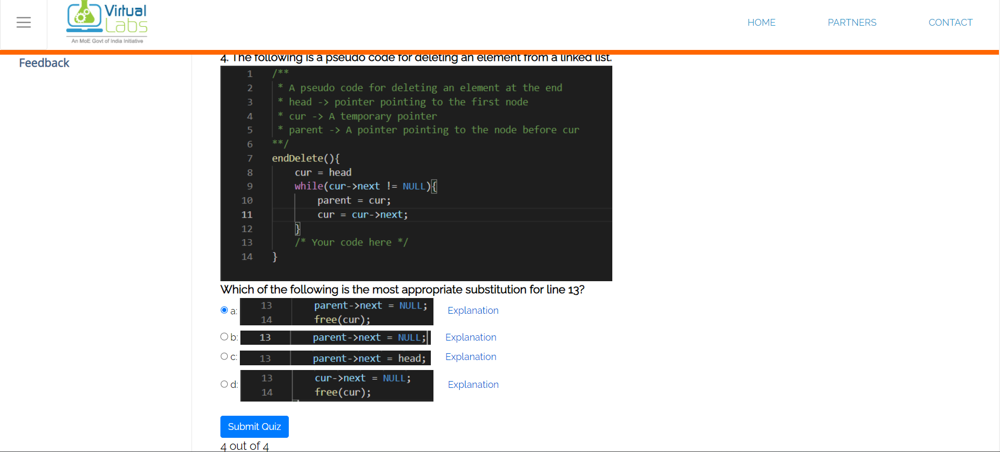 Virtual
Labs
An MoE Govt of India Initiative
HOME
PARTNERS
CONTACT
Feedback
4. The following is a pseudo code for deleting an element from a linked list.
1 /**
2 * A pseudo code for deleting an element at the end
3 * head -> pointer pointing to the first node
4 * cur -> A temporary pointer
5 * parent -> A pointer pointing to the node before cur
6 **/
7 endDelete(){
8 cur = head
9 while(cur->next != NULL){
10 parent = cur;
11 cur = cur->next;
12 }
13 /* Your code here */
14 }
Which of the following is the most appropriate substitution for line 13?
a: 13 parent->next = NULL; Explanation
14 free(cur);
b: 13 parent->next = NULL; Explanation
c: 13 parent->next = head; Explanation
d: 13 cur->next = NULL; Explanation
14 free(cur);
Submit Quiz
4 out of 4